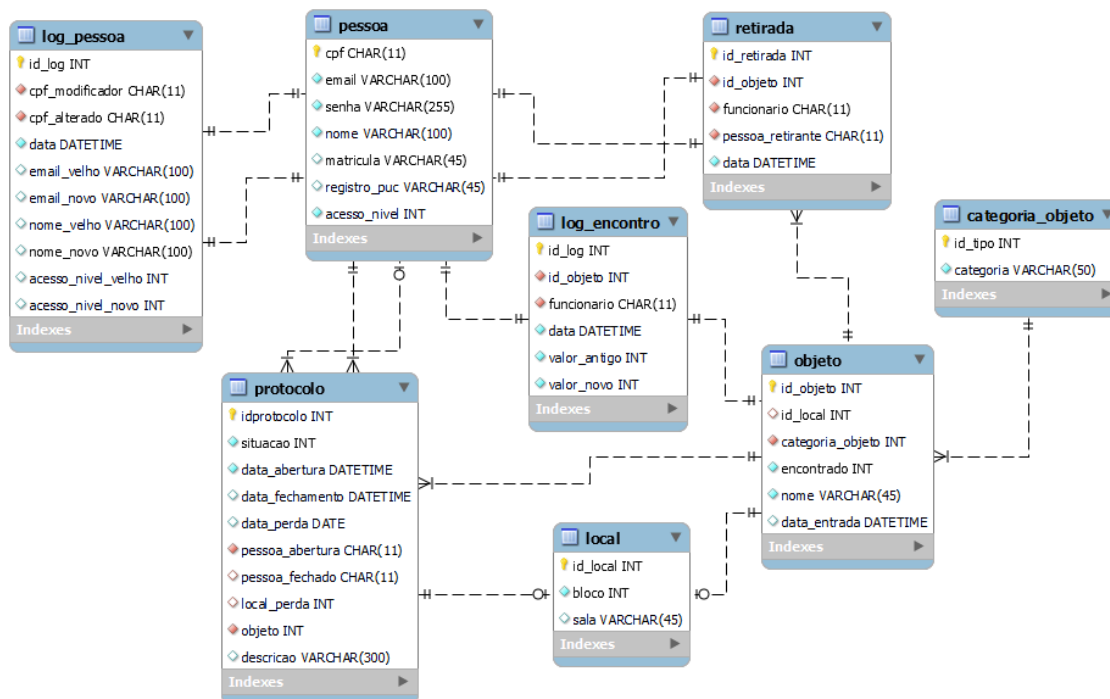 log_pessoa
id_log INT
cpf_modificador CHAR(11)
cpf_alterado CHAR(11)
data DATETIME
email_velho VARCHAR(100)
email_novo VARCHAR(100)
nome_velho VARCHAR(100)
nome_novo VARCHAR(100)
acesso_nivel_velho INT
acesso_nivel_novo INT
Indexes
pessoa
cpf CHAR(11)
email VARCHAR(100)
senha VARCHAR(255)
nome VARCHAR(100)
matricula VARCHAR(45)
registro_puc VARCHAR(45)
acesso_nivel INT
Indexes
retirada
id_retirada INT
id_objeto INT
funcionario CHAR(11)
pessoa_retirante CHAR(11)
data DATETIME
Indexes
log_encontro
id_log INT
id_objeto INT
funcionario CHAR(11)
data DATETIME
valor_antigo INT
valor_novo INT
Indexes
categoria_objeto
id_tipo INT
categoria VARCHAR(50)
Indexes
protocolo
idprotocolo INT
situacao INT
data_abertura DATETIME
data_fechamento DATETIME
data_perda DATE
pessoa_abertura CHAR(11)
pessoa_fechado CHAR(11)
local_perda INT
objeto INT
descricao VARCHAR(300)
Indexes
objeto
id_objeto INT
id_local INT
categoria_objeto INT
encontrado INT
nome VARCHAR(45)
data_entrada DATETIME
Indexes
local
id_local INT
bloco INT
sala VARCHAR(45)
Indexes